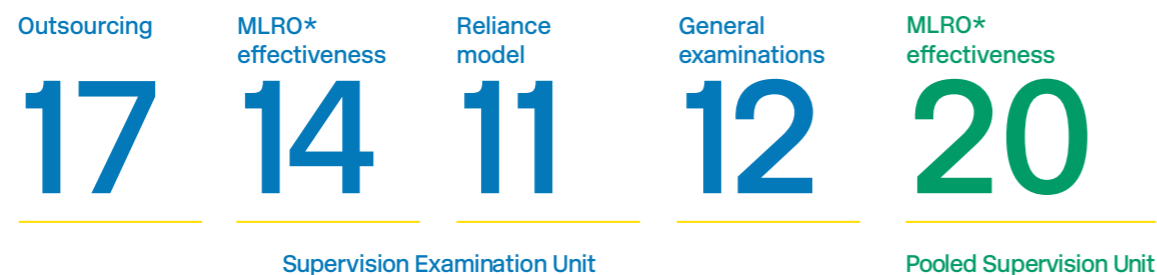 Outsourcing
MLRO*
effectiveness
Reliance
model
General
examinations
MLRO*
effectiveness
17
14
11
12
20
Supervision Examination Unit
Pooled Supervision Unit